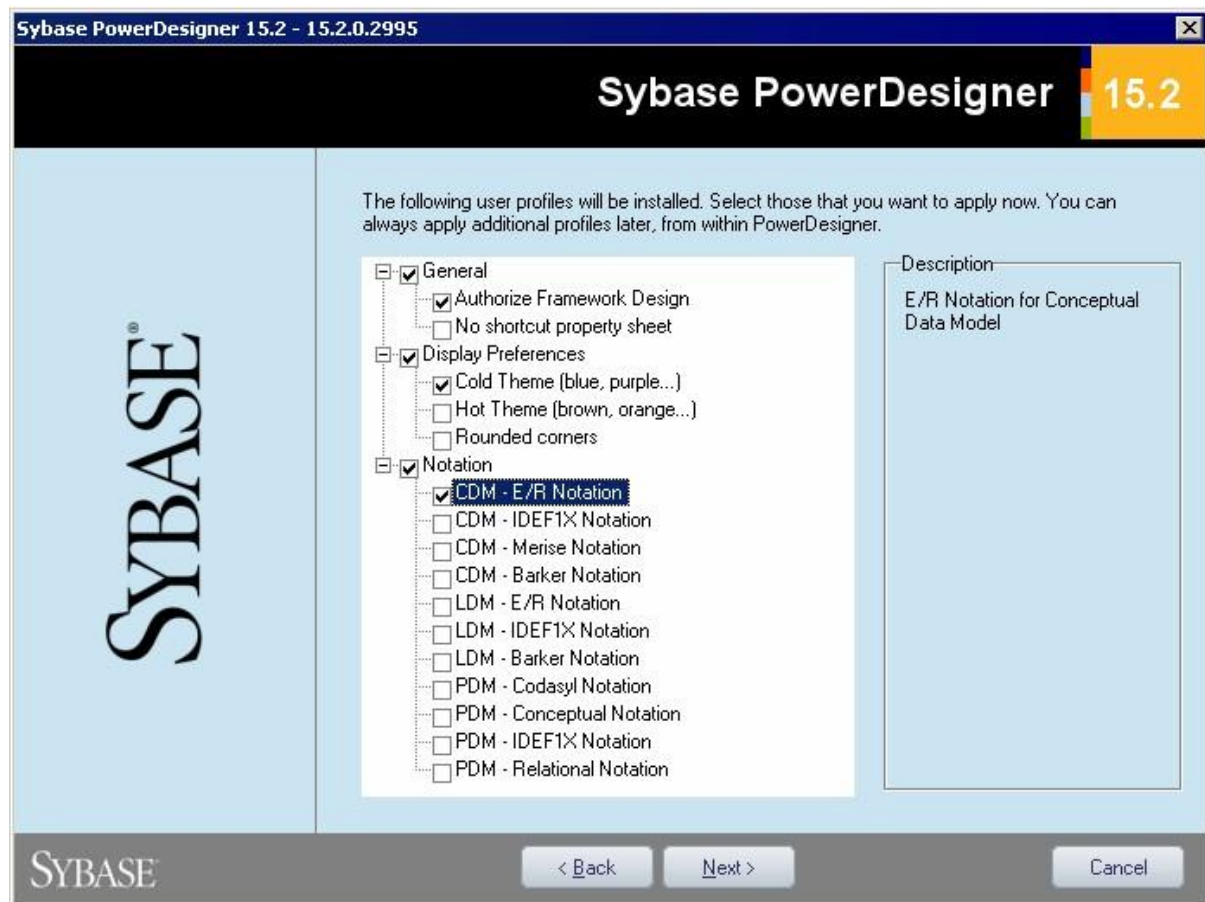 Sybase PowerDesigner 15.2 - 15.2.0.2995
Sybase PowerDesigner 15.2
The following user profiles will be installed. Select those that you want to apply now. You can
always apply additional profiles later, from within PowerDesigner.
General
Authorize Framework Design
No shortcut property sheet
Display Preferences
Cold Theme (blue, purple...)
Hot Theme (brown, orange...)
Rounded corners
Notation
CDM - E/R Notation
CDM - IDEF1X Notation
CDM - Merise Notation
CDM - Barker Notation
LDM - E/R Notation
LDM - IDEF1X Notation
LDM - Barker Notation
PDM - Codasyl Notation
PDM - Conceptual Notation
PDM - IDEF1X Notation
PDM - Relational Notation
Description
E/R Notation for Conceptual
Data Model
SYBASE®
SYBASE
< Back
Next >
Cancel